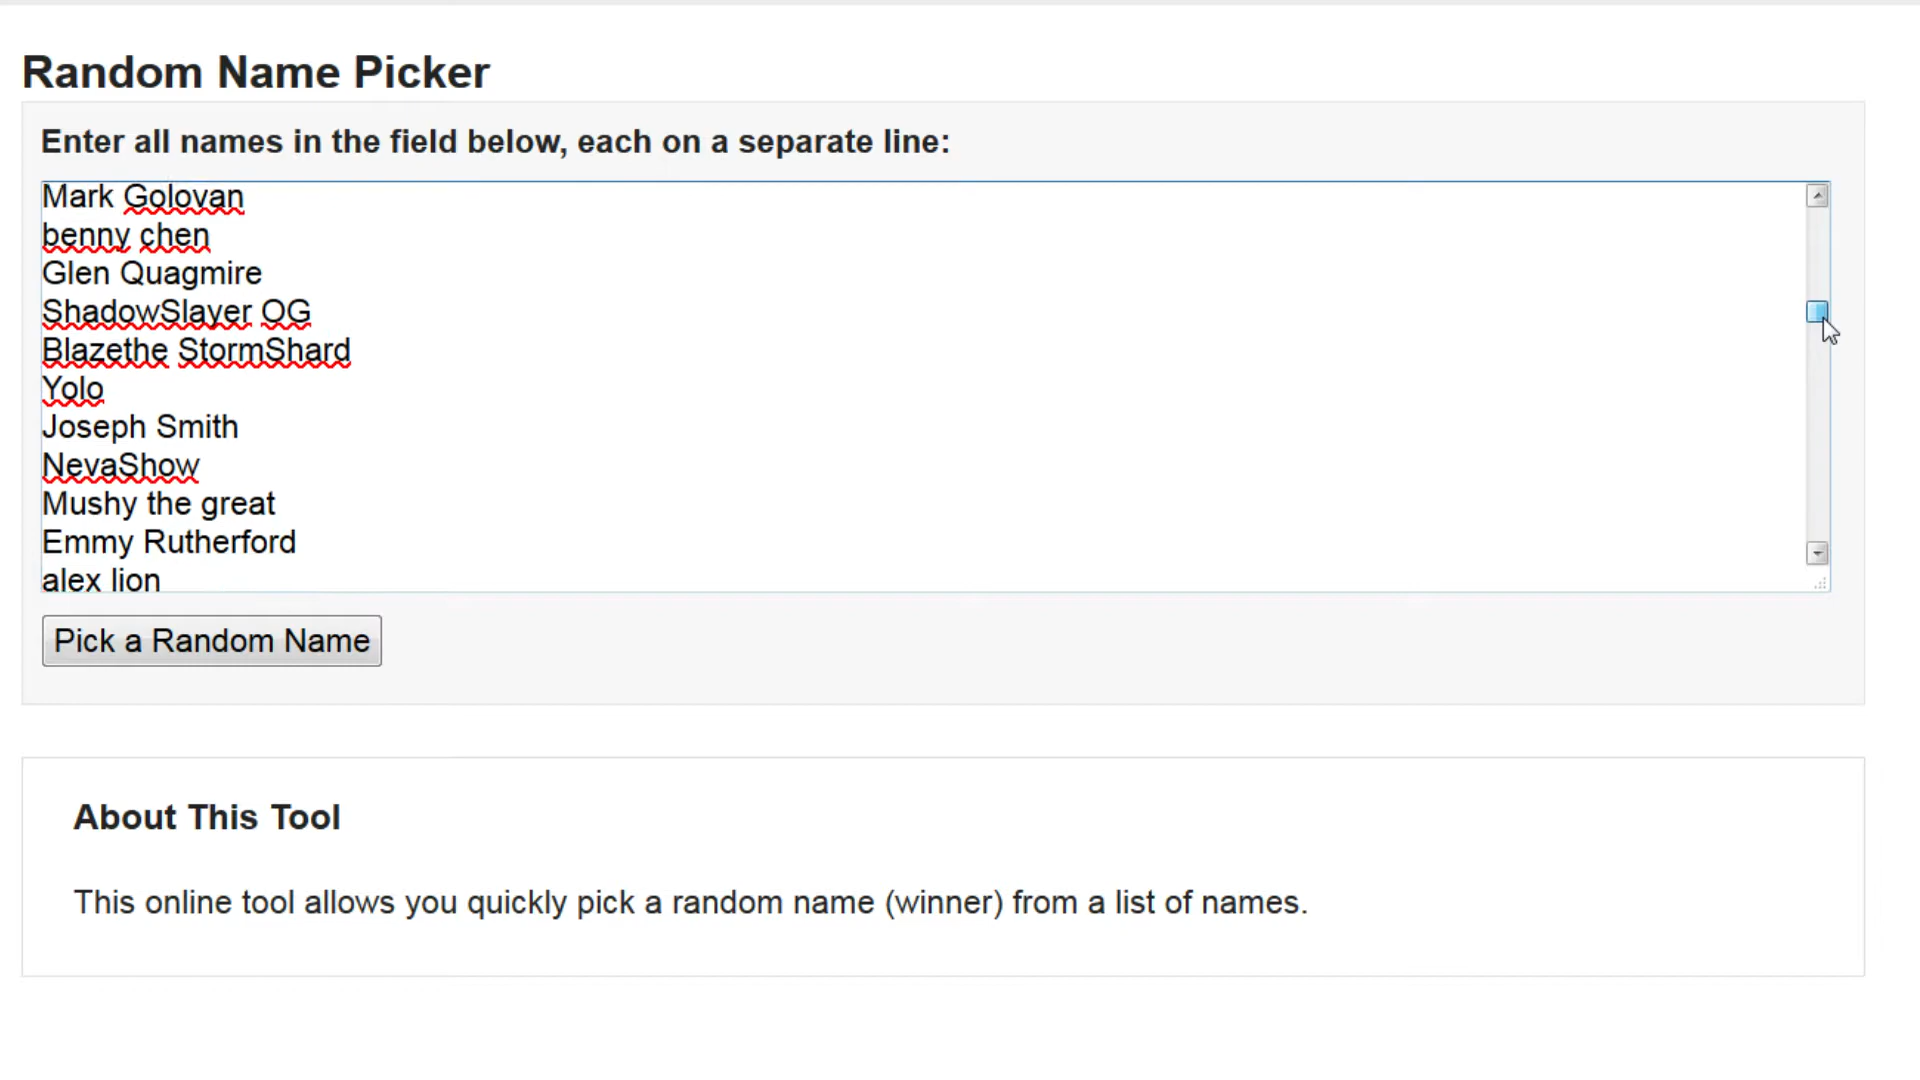 Random Name Picker
Enter all names in the field below, each on a separate line:
Mark Golovan
benny chen
Glen Quagmire
ShadowSlayer OG
Blazethe StormShard
Yolo
Joseph Smith
NevaShow
Mushy the great
Emmy Rutherford
alex lion
Pick a Random Name
About This Tool
This online tool allows you quickly pick a random name (winner) from a list of names.